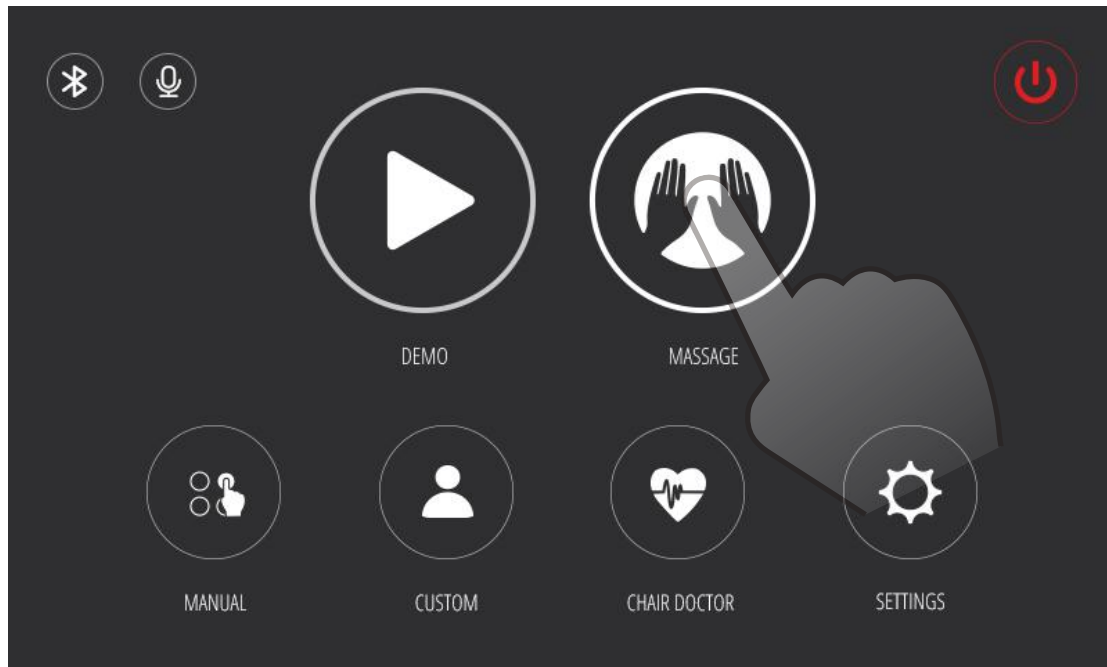 DEMO
MASSAGE
MANUAL
CUSTOM
CHAIR DOCTOR
SETTINGS